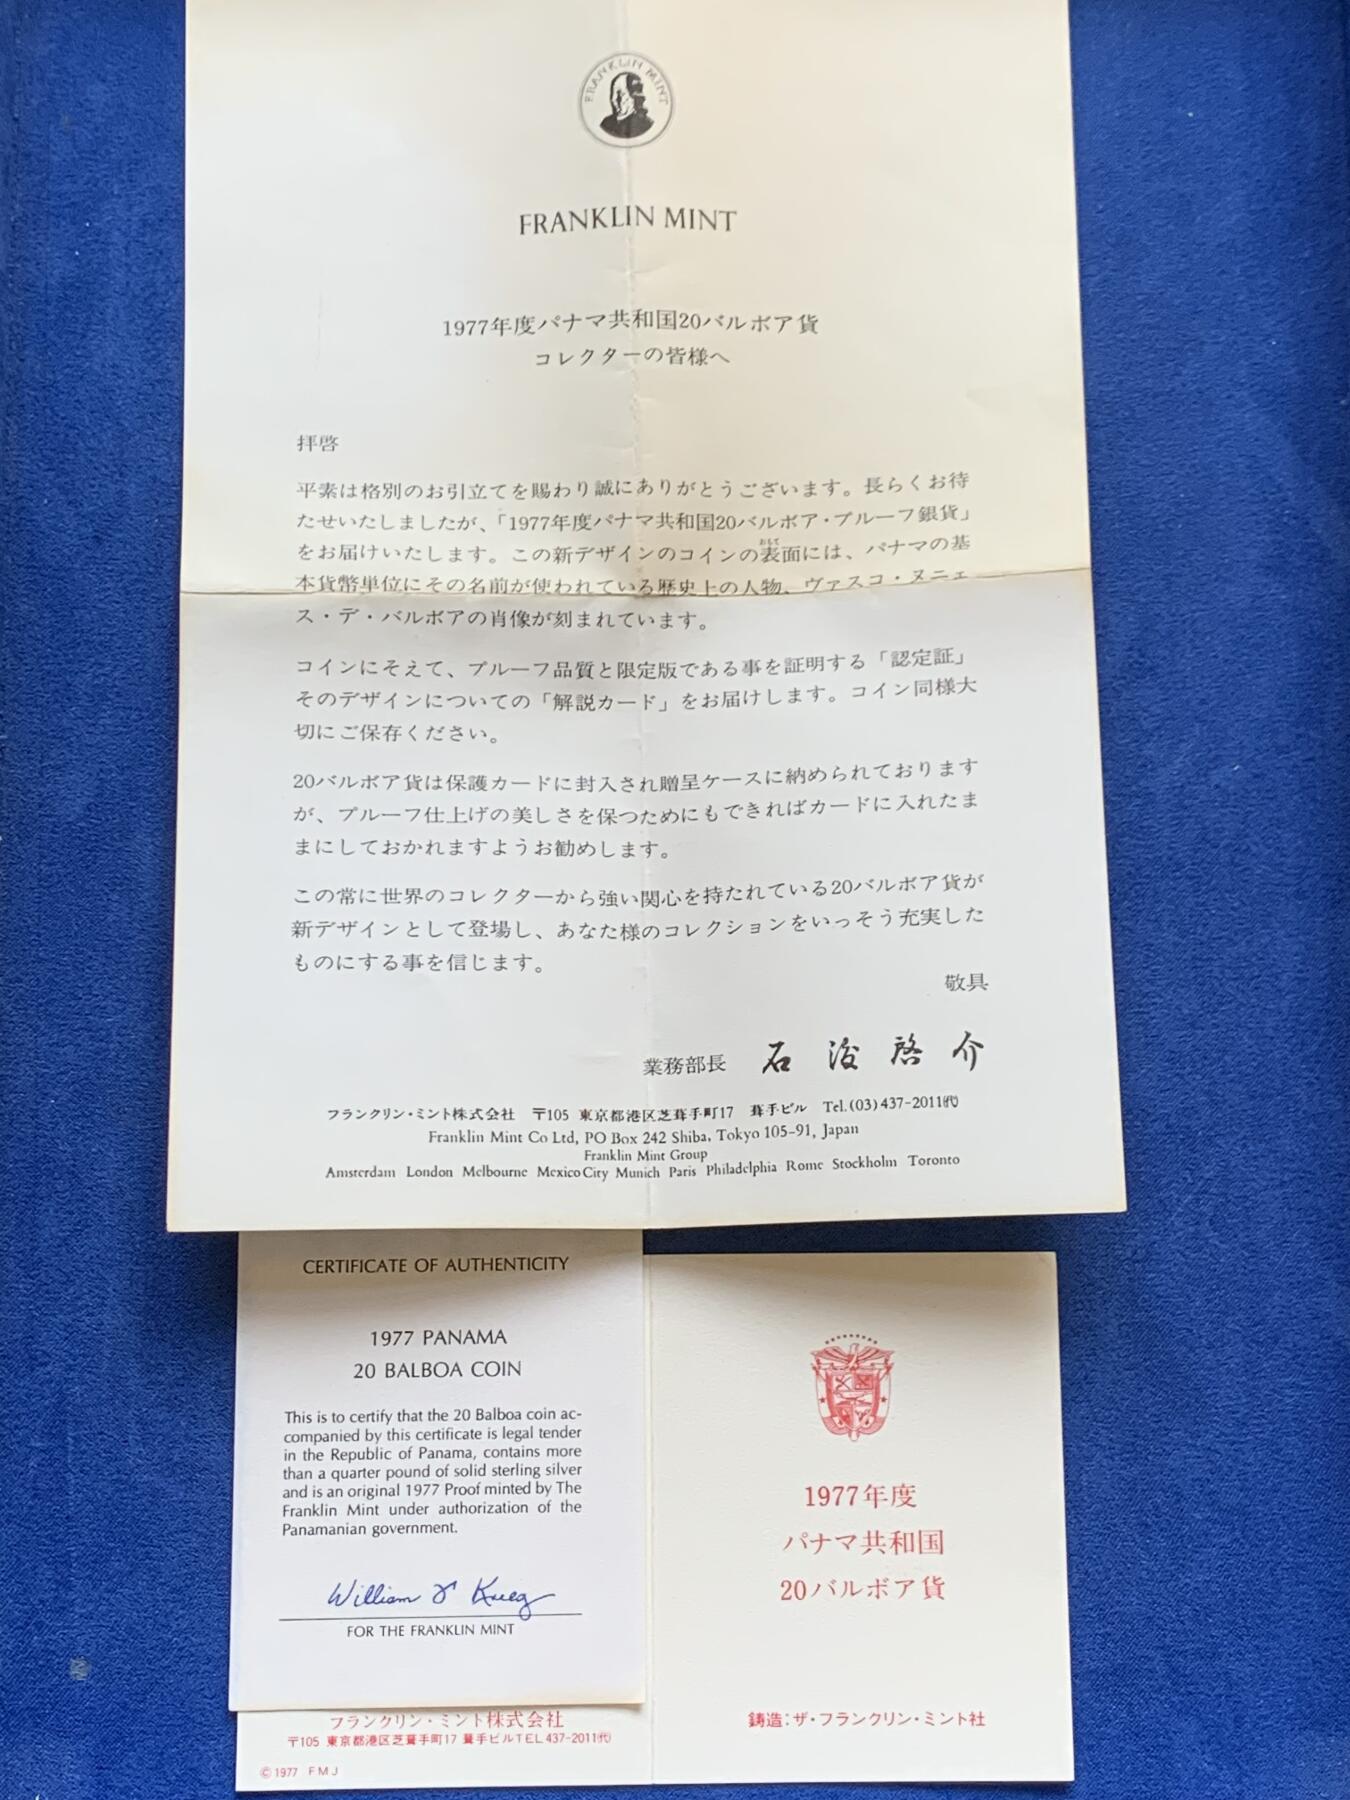 FRANKLIN MINT
FRANKLIN MINT
1977年度パナマ共和国20バルボア貨
コレクターの皆様へ
拝啓
平素は格別のお引立てを賜わり誠にありがとうございます。長らくお待
たせいたしましたが、「1977年度パナマ共和国20バルボア・プルーフ銀貨」
をお届けいたします。この新デザインのコインの表面には、パナマの基
本貨幣単位にその名前が使われている歴史上の人物、ヴァスコ・ヌニェ
ス・デ・バルボアの肖像が刻まれています。
コインにそえて、プルーフ品質と限定版である事を証明する「認定証」
そのデザインについての「解説カード」をお届けします。コイン同様大
切にご保存ください。
20バルボア貨は保護カードに封入され贈呈ケースに納められております
が、プルーフ仕上げの美しさを保つためにもできればカードに入れたま
まにしておかれますようお勧めします。
この常に世界のコレクターから強い関心を持たれている20バルボア貨が
新デザインとして登場し、あなた様のコレクションをいっそう充実した
ものにする事を信じます。
敬具
業務部長 石 啓 介
フランクリン・ミント株式会社 〒105 東京都港区芝葺手町17 葺手ビル Tel.(03)437-2011㈹
Franklin Mint Co Ltd, PO Box 242 Shiba, Tokyo 105-91, Japan
Franklin Mint Group
Amsterdam London Melbourne Mexico City Munich Paris Philadelphia Rome Stockholm Toronto
CERTIFICATE OF AUTHENTICITY
1977 PANAMA
20 BALBOA COIN
This is to certify that the 20 Balboa coin ac-
companied by this certificate is legal tender
in the Republic of Panama, contains more
than a quarter pound of solid sterling silver
and is an original 1977 Proof minted by The
Franklin Mint under authorization of the
Panamanian government.
William Krieg
FOR THE FRANKLIN MINT
フランクリン・ミント株式会社
〒105 東京都港区芝葺手町17 葺手ビルTEL 437-2011㈹
©1977 FMJ
1977年度
パナマ共和国
20バルボア貨
鋳造:ザ・フランクリン・ミント社